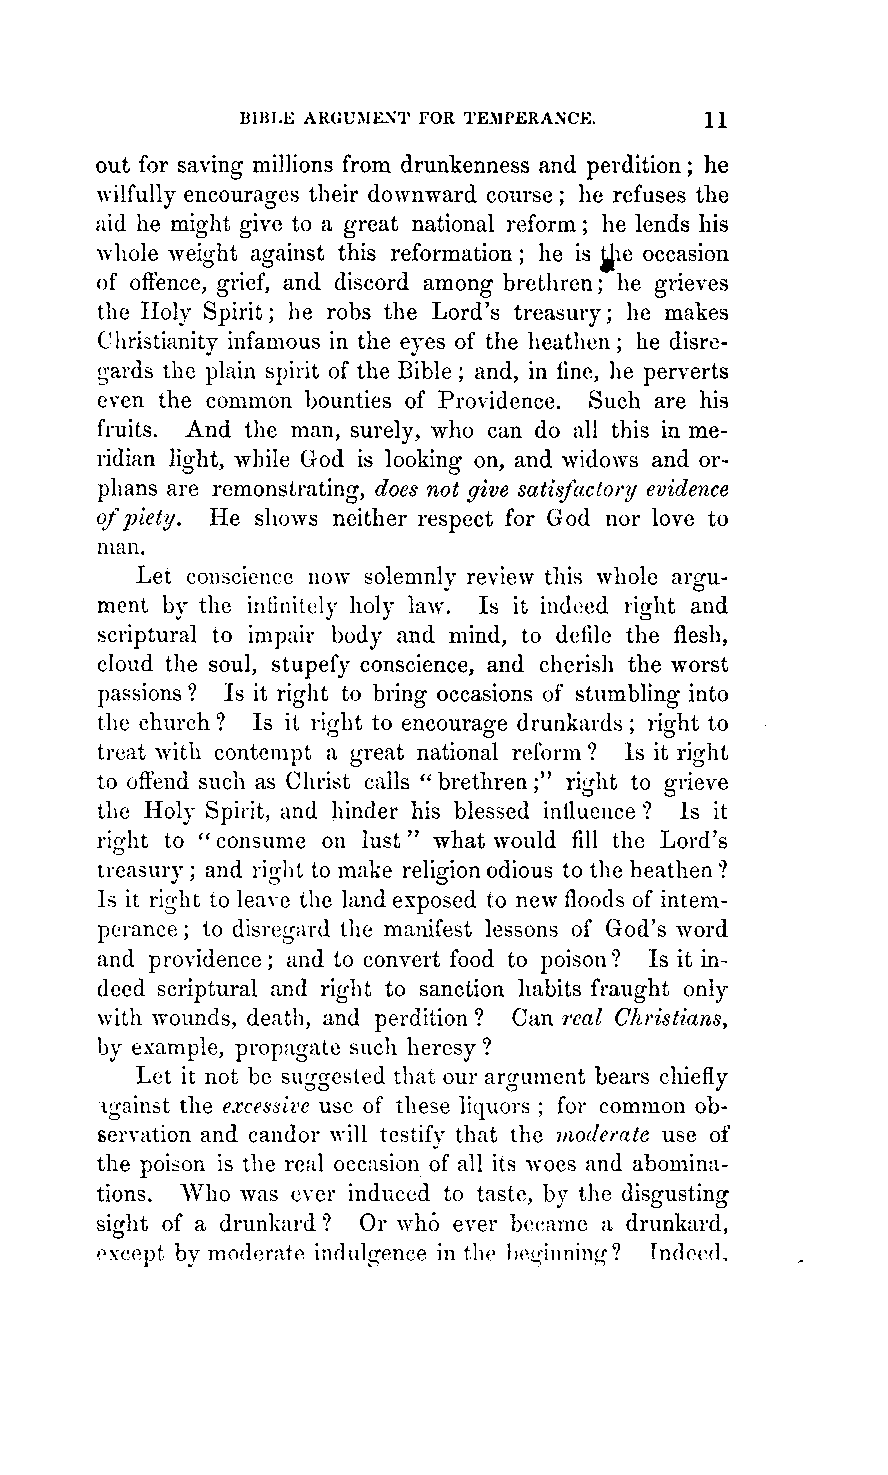 BIBLE ARGUMENT FOR TEMPERANCE. 11
out for saving millions from drunkenness and perdition; he
wilfully encourages their downward course; he refuses the
aid he might give to a great national reform; he lends his
whole weight against this reformation; he is the occasion
of offence, grief, and discord among brethren; he grieves
the Holy Spirit; he robs the Lord's treasury; he makes
Christianity infamous in the eyes of the heathen; he disre-
gards the plain spirit of the Bible; and, in fine, he perverts
even the common bounties of Providence. Such are his
fruits. And the man, surely, who can do all this in me-
ridian light, while God is looking on, and widows and or-
phans are remonstrating, does not give satisfactory evidence
of piety. He shows neither respect for God nor love to
man.
Let conscience now solemnly review this whole argu-
ment by the infinitely holy law. Is it indeed right and
scriptural to impair body and mind, to defile the flesh,
cloud the soul, stupefy conscience, and cherish the worst
passions? Is it right to bring occasions of stumbling into
the church? Is it right to encourage drunkards; right to
treat with contempt a great national reform? Is it right
to offend such as Christ calls "brethren;" right to grieve
the Holy Spirit, and hinder his blessed influence? Is it
right to "consume on lust" what would fill the Lord's
treasury; and right to make religion odious to the heathen?
Is it right to leave the land exposed to new floods of intem-
perance; to disregard the manifest lessons of God's word
and providence; and to convert food to poison? Is it in-
deed scriptural and right to sanction habits fraught only
with wounds, death, and perdition? Can real Christians,
by example, propagate such heresy?
Let it not be suggested that our argument bears chiefly
against the excessive use of these liquors; for common ob-
servation and candor will testify that the moderate use of
the poison is the real occasion of all its woes and abomina-
tions. Who was ever induced to taste, by the disgusting
sight of a drunkard? Or who ever became a drunkard,
except by moderate indulgence in the beginning? Indeed,